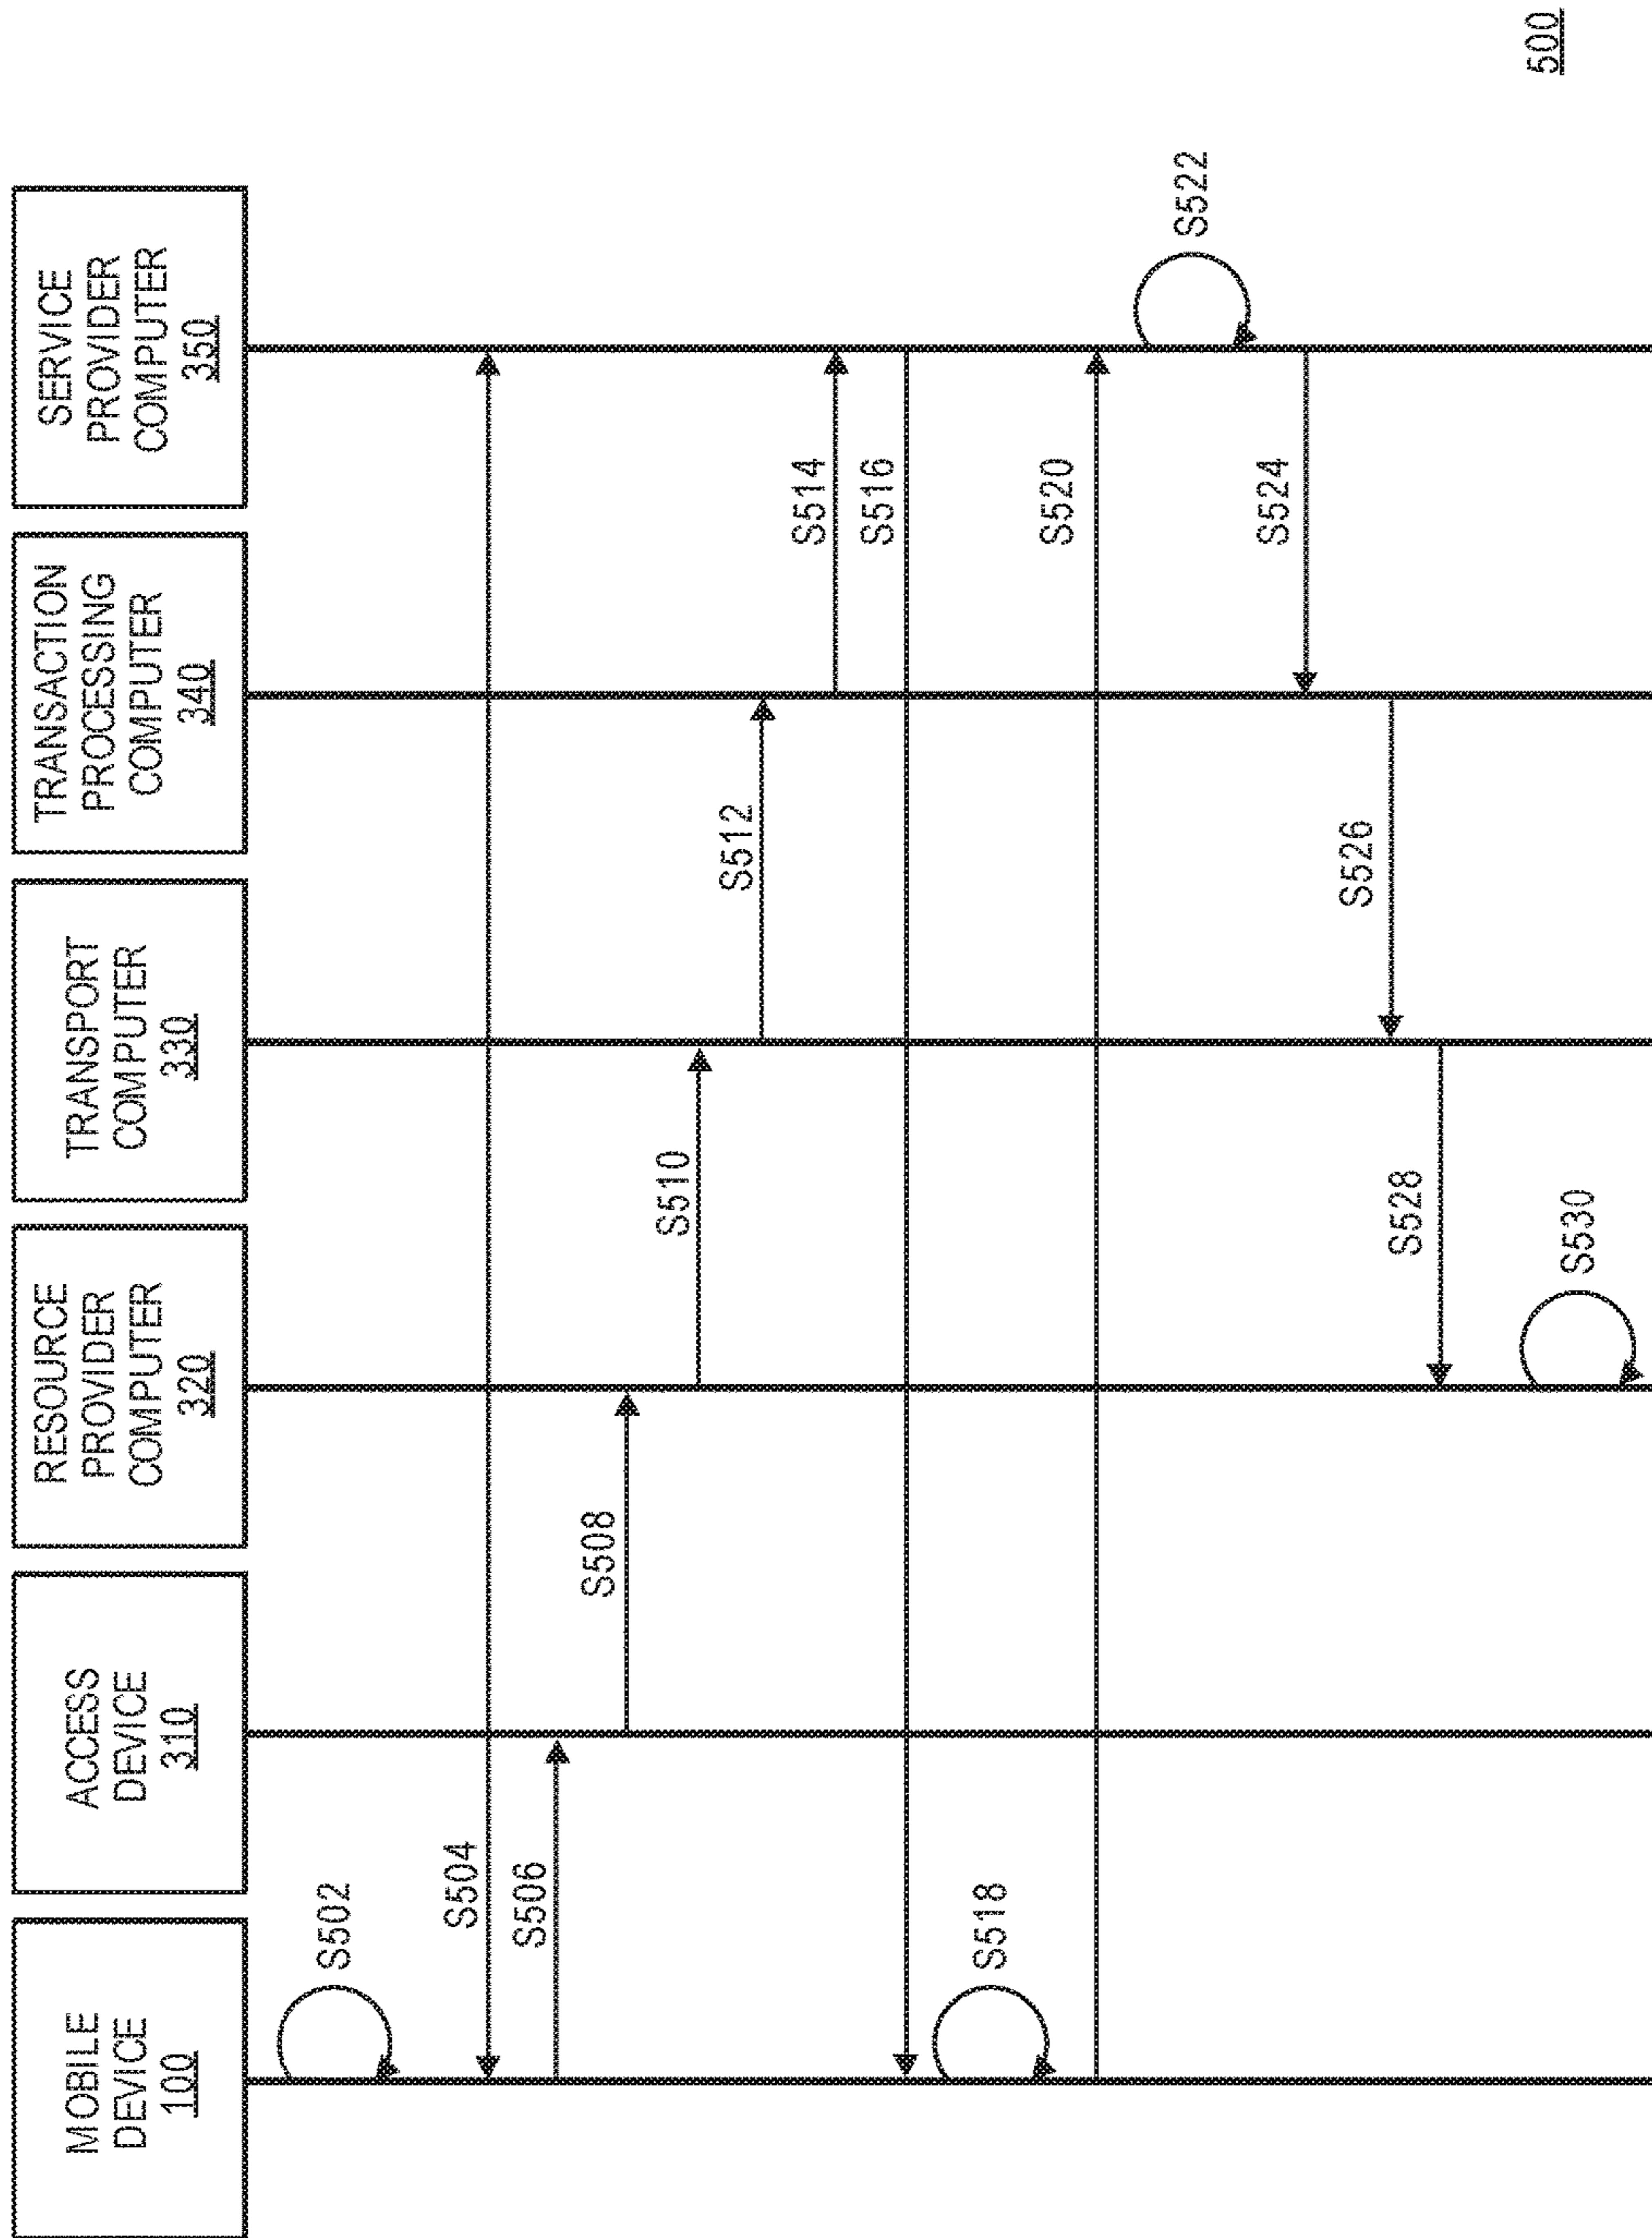 MOBILE
DEVICE
100
ACCESS
DEVICE
310
RESOURCE
PROVIDER
COMPUTER
320
TRANSPORT
COMPUTER
330
TRANSACTION
PROCESSING
COMPUTER
340
SERVICE
PROVIDER
COMPUTER
350
S502
S504
S506
S508
S510
S512
S514
S516
S518
S520
S522
S524
S526
S528
S530
500